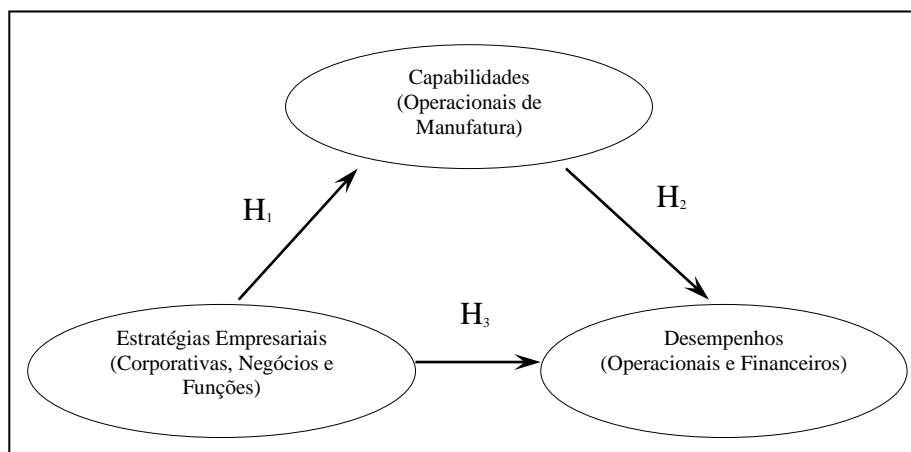 Capabilidades
(Operacionais de
Manufatura)
H₁
H₂
Estratégias Empresariais
(Corporativas, Negócios e
Funções)
H₃
Desempenhos
(Operacionais e Financeiros)